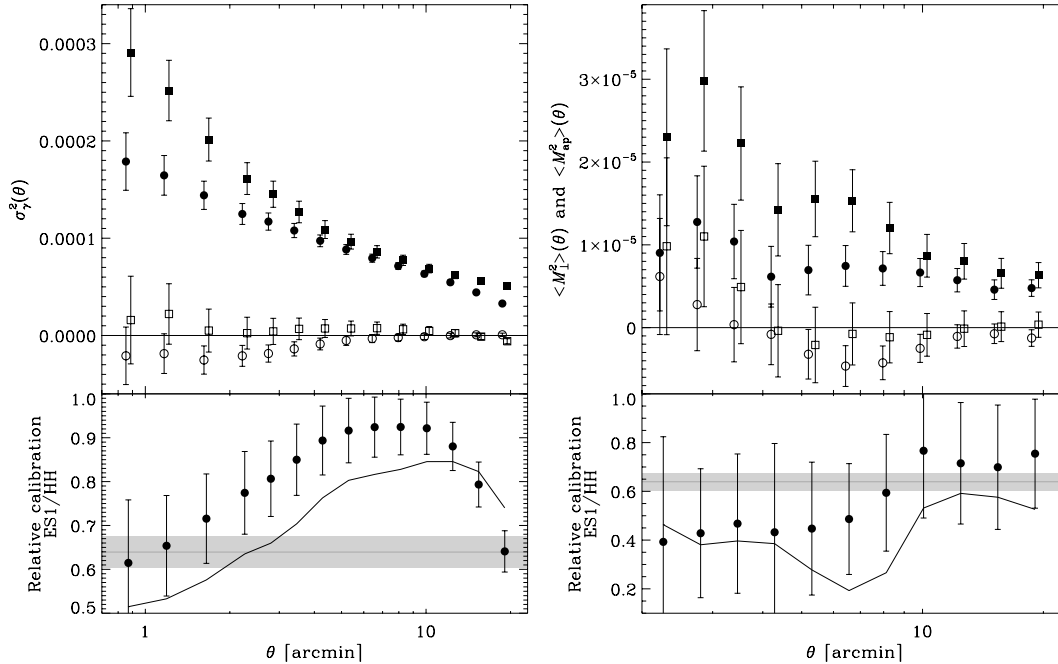 0.0003
0.0002
0.0001
0.0000
σ²γ(θ)
3×10⁻⁵
2×10⁻⁵
1×10⁻⁵
0
<M²⊥>(θ) and <M²ap>(θ)
1.0
0.9
0.8
0.7
0.6
0.5
Relative calibration
ES1/HH
1
10
θ [arcmin]
1.0
0.8
0.6
0.4
0.2
Relative calibration
ES1/HH
10
θ [arcmin]